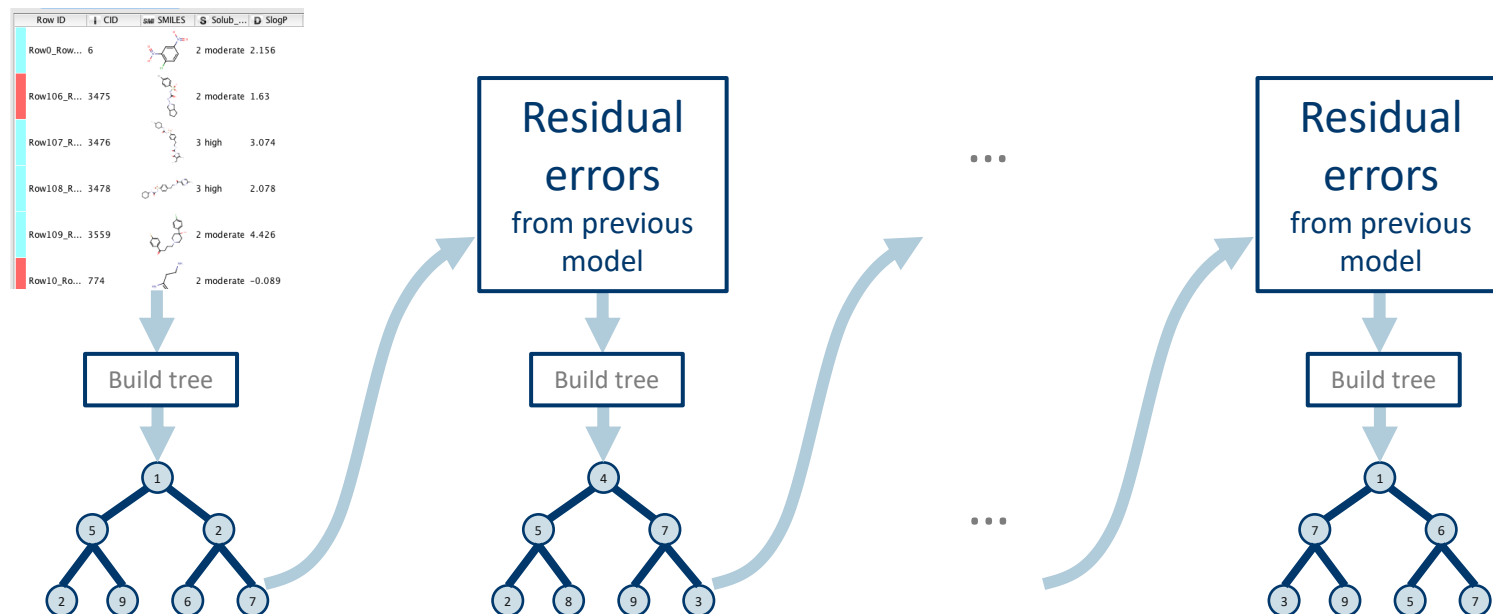 Row ID I CID SMI SMILES S Solub_... D SlogP
Row0_Row... 6 2 moderate 2.156
Row106_R... 3475 2 moderate 1.63
Row107_R... 3476 3 high 3.074
Row108_R... 3478 3 high 2.078
Row109_R... 3559 2 moderate 4.426
Row10_Ro... 774 2 moderate -0.089
Residual
errors
from previous
model
...
Residual
errors
from previous
model
Build tree
Build tree
Build tree
1
5 2
2 9 6 7
4
5 7
2 8 9 3
...
1
7 6
3 9 5 7